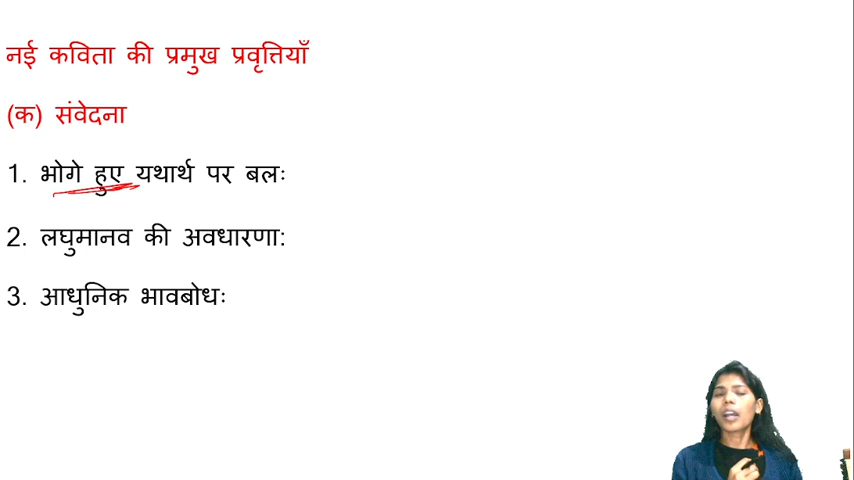 नई कविता की प्रमुख प्रवृत्तियाँ
(क) संवेदना
1. भोगे हुए यथार्थ पर बलः
2. लघुमानव की अवधारणा:
3. आधुनिक भावबोधः